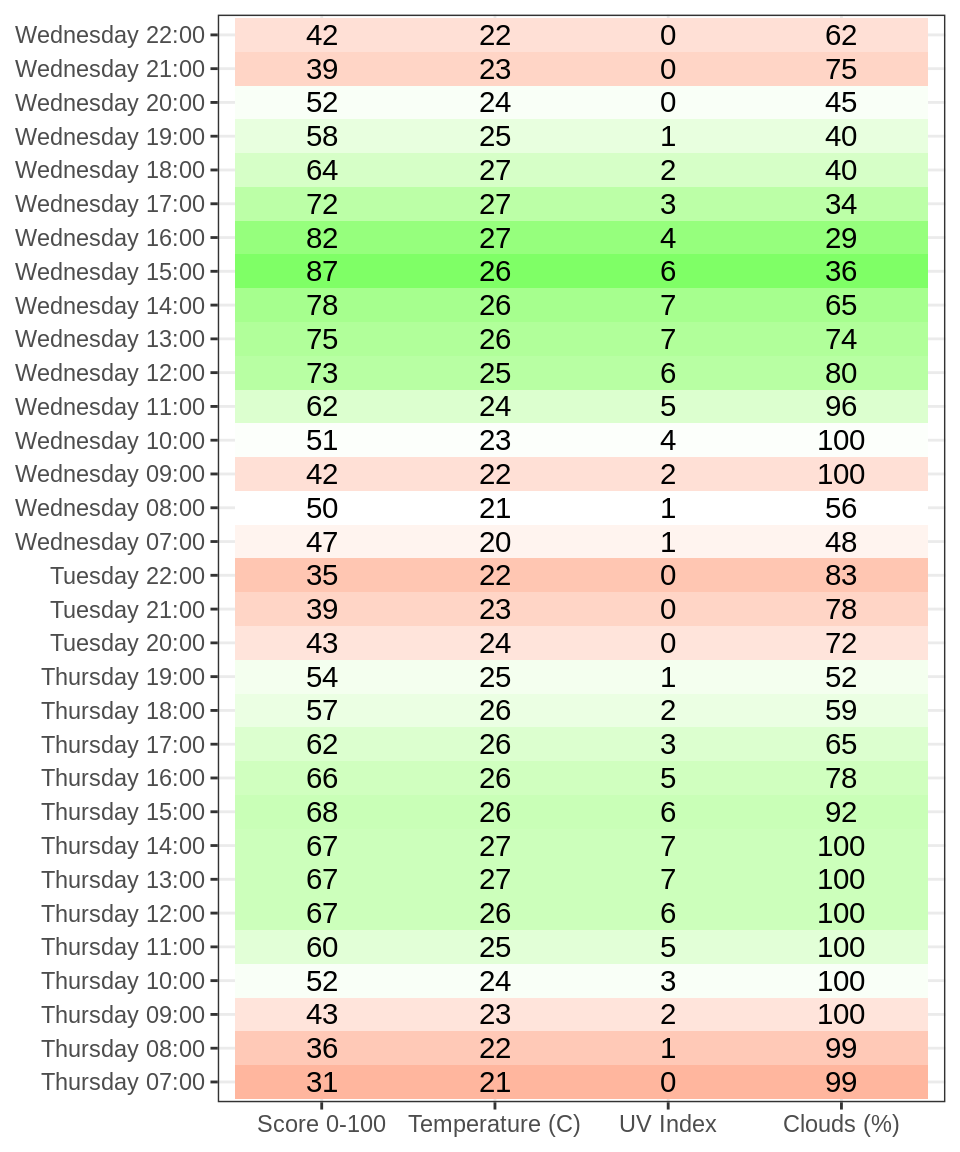 Wednesday 22:00 42 22 0 62
Wednesday 21:00 39 23 0 75
Wednesday 20:00 52 24 0 45
Wednesday 19:00 58 25 1 40
Wednesday 18:00 64 27 2 40
Wednesday 17:00 72 27 3 34
Wednesday 16:00 82 27 4 29
Wednesday 15:00 87 26 6 36
Wednesday 14:00 78 26 7 65
Wednesday 13:00 75 26 7 74
Wednesday 12:00 73 25 6 80
Wednesday 11:00 62 24 5 96
Wednesday 10:00 51 23 4 100
Wednesday 09:00 42 22 2 100
Wednesday 08:00 50 21 1 56
Wednesday 07:00 47 20 1 48
Tuesday 22:00 35 22 0 83
Tuesday 21:00 39 23 0 78
Tuesday 20:00 43 24 0 72
Thursday 19:00 54 25 1 52
Thursday 18:00 57 26 2 59
Thursday 17:00 62 26 3 65
Thursday 16:00 66 26 5 78
Thursday 15:00 68 26 6 92
Thursday 14:00 67 27 7 100
Thursday 13:00 67 27 7 100
Thursday 12:00 67 26 6 100
Thursday 11:00 60 25 5 100
Thursday 10:00 52 24 3 100
Thursday 09:00 43 23 2 100
Thursday 08:00 36 22 1 99
Thursday 07:00 31 21 0 99
Score 0-100 Temperature (C) UV Index Clouds (%)